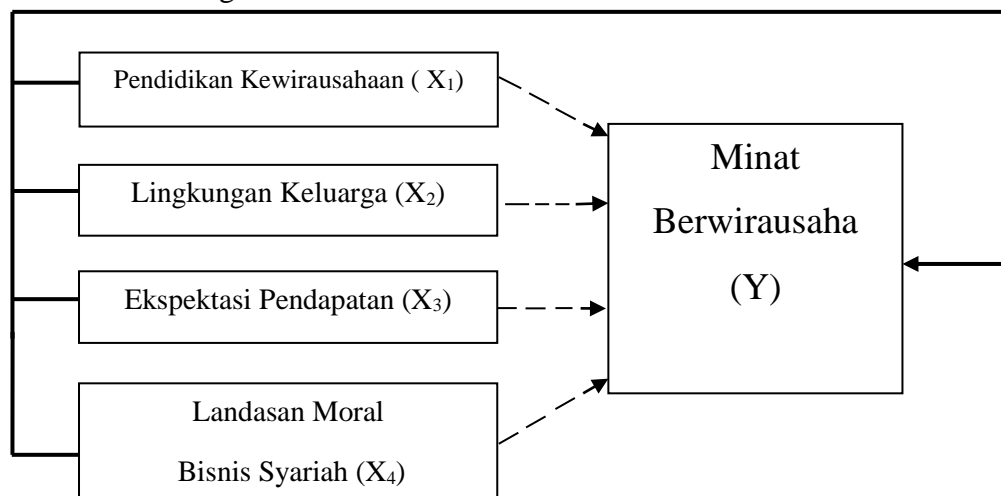 Pendidikan Kewirausahaan ( X₁)
Lingkungan Keluarga (X₂)
Ekspektasi Pendapatan (X₃)
Landasan Moral
Bisnis Syariah (X₄)
Minat
Berwirausaha
(Y)